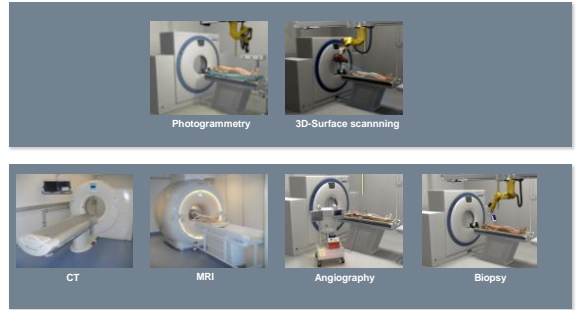 Photogrammetry
3D-Surface scannning
CT
MRI
Angiography
Biopsy